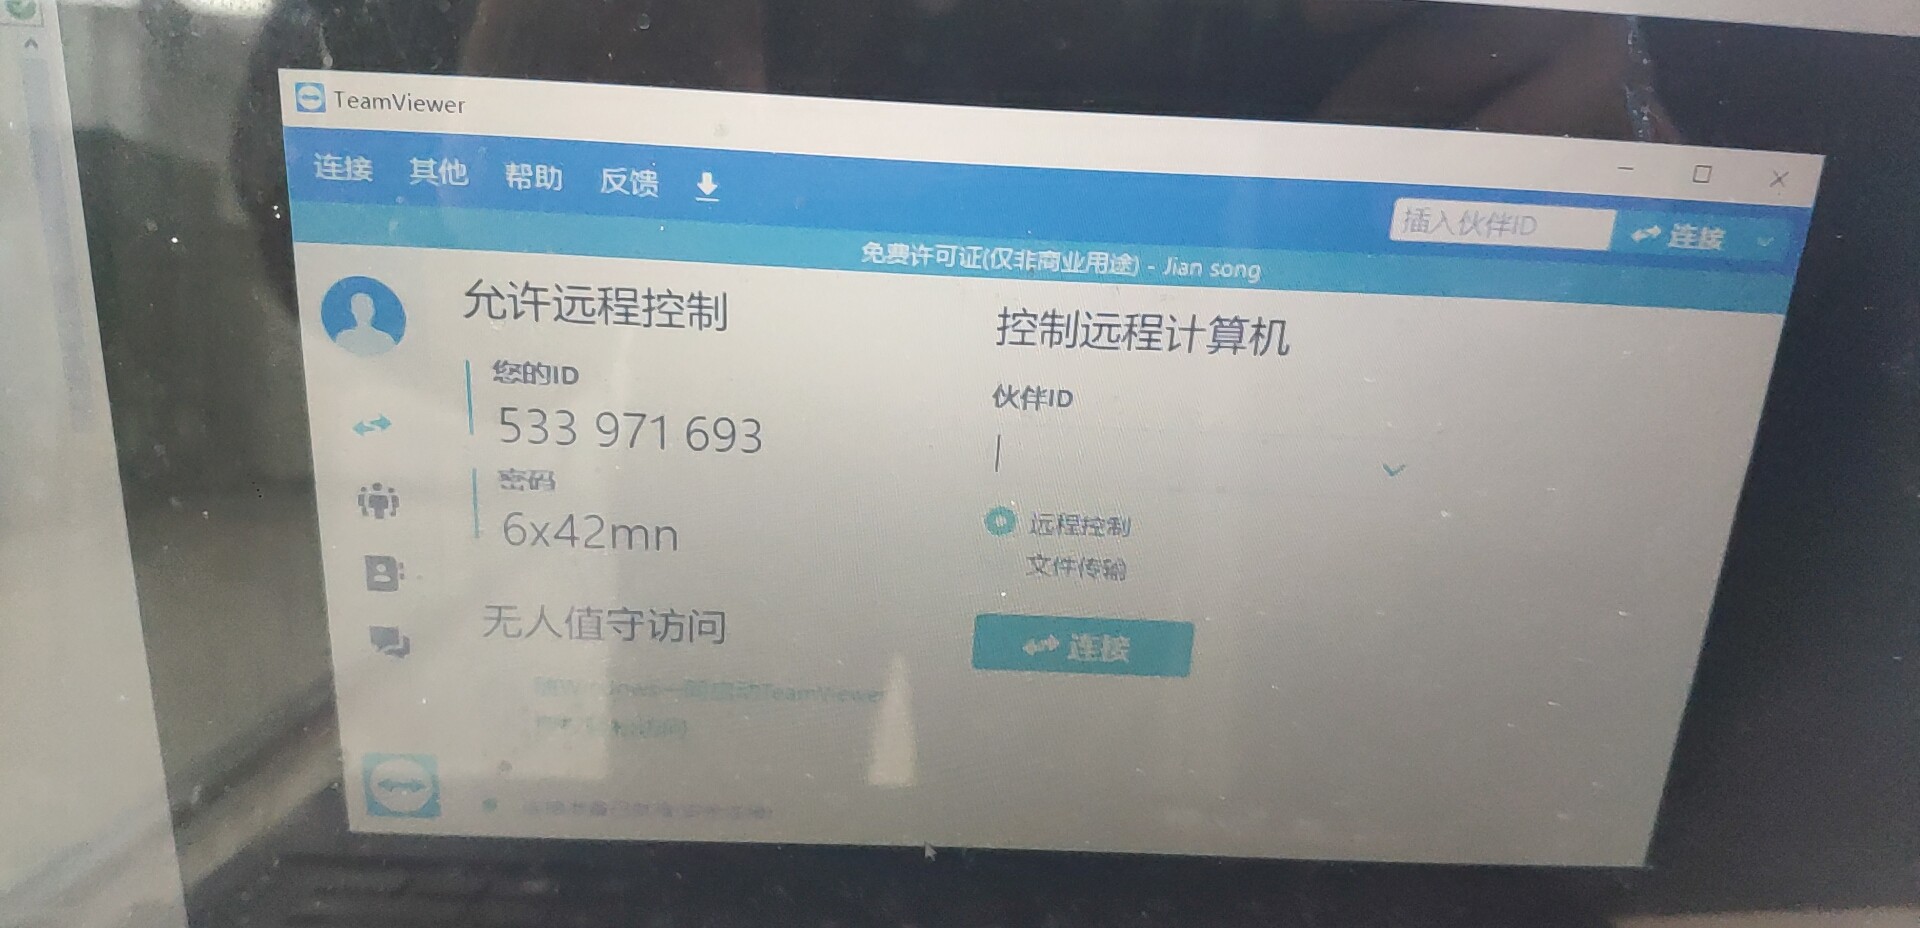 TeamViewer
连接 其他 帮助 反馈
插入伙伴ID 连接
免费许可证(仅非商业用途) - Jian song
允许远程控制
您的ID
533 971 693
密码
6x42mn
无人值守访问
随Windows一同启动TeamViewer
控制远程计算机
伙伴ID
远程控制
文件传输
连接